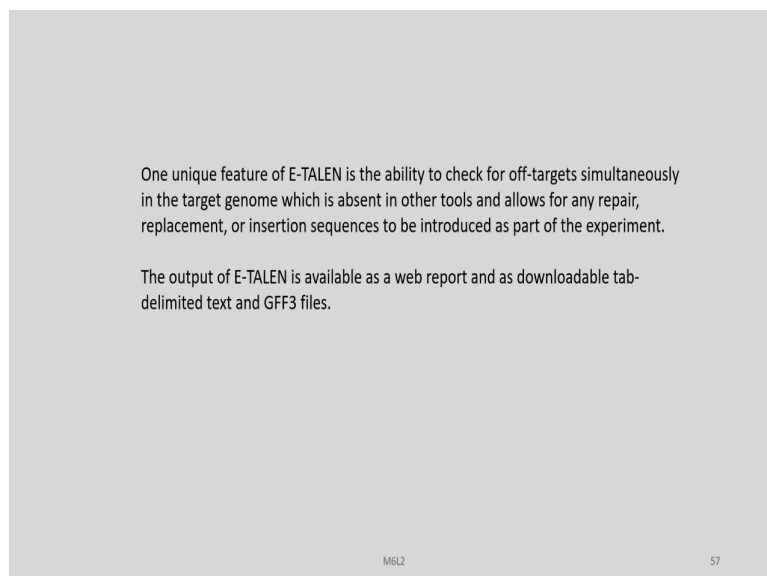 One unique feature of E-TALEN is the ability to check for off-targets simultaneously
in the target genome which is absent in other tools and allows for any repair,
replacement, or insertion sequences to be introduced as part of the experiment.
The output of E-TALEN is available as a web report and as downloadable tab-
delimited text and GFF3 files.
M6L2
57